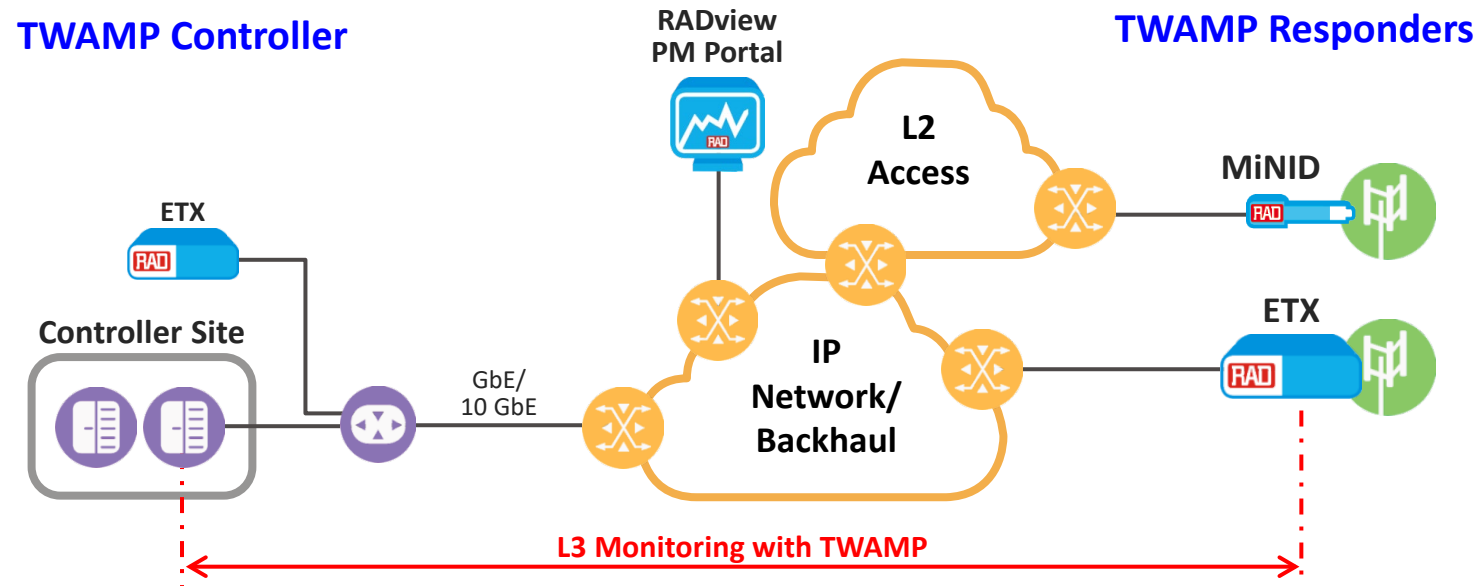 TWAMP Controller
RADview
PM Portal
TWAMP Responders
RAD
L2
Access
MiNID
RAD
ETX
RAD
Controller Site
GbE/
10 GbE
IP
Network/
Backhaul
ETX
RAD
L3 Monitoring with TWAMP